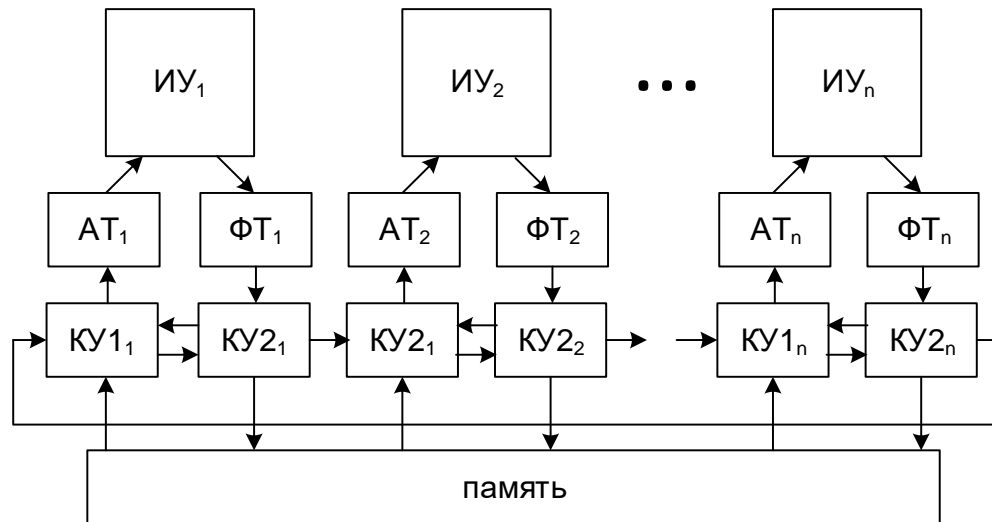 ИУ₁ ИУ₂ ... ИУₙ
АТ₁ ФТ₁ АТ₂ ФТ₂ АТₙ ФТₙ
КУ1₁ КУ2₁ КУ2₁ КУ2₂ КУ1ₙ КУ2ₙ
память